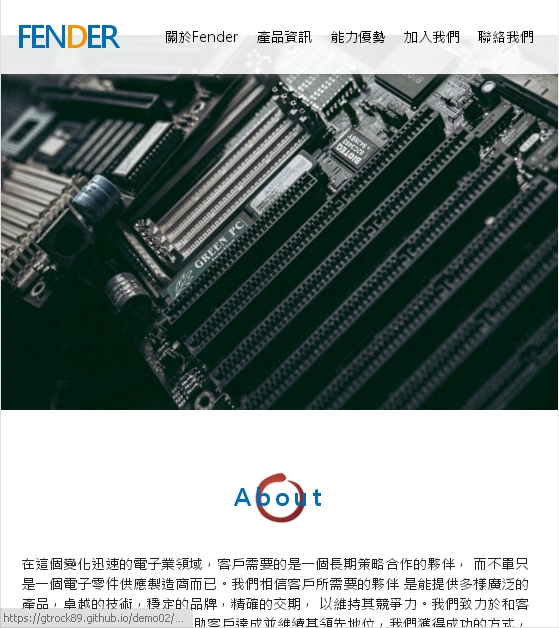 FENDER
關於Fender 產品資訊 能力優勢 加入我們 聯絡我們
BIOTEQ
82C3493
GREEN PC
About
在這個變化迅速的電子業領域，客戶需要的是一個長期策略合作的夥伴， 而不單只
是一個電子零件供應製造商而已。我們相信客戶所需要的夥伴 是能提供多樣廣泛的
產品，卓越的技術，穩定的品牌，精確的交期， 以維持其競爭力。我們致力於和客
https://gtrock89.github.io/demo02/...
助客戶達成並維續其領先地位，我們獲得成功的方式，